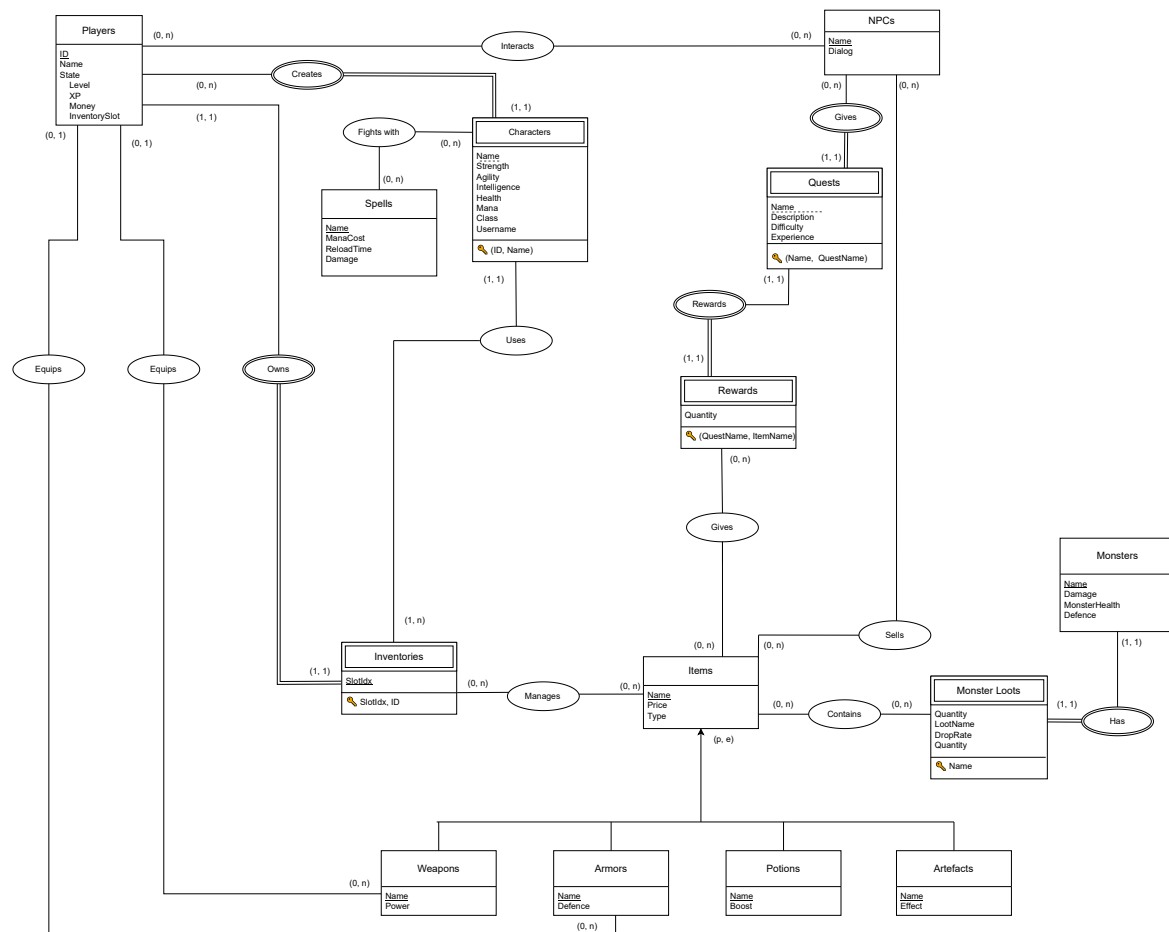 Players
ID
Name
State
Level
XP
Money
InventorySlot
(0, n)
Interacts
(0, n)
NPCs
Name
Dialog
(0, n)
Creates
(1, 1)
(1, 1)
(0, 1)
(0, 1)
(0, n)
(0, n)
Gives
(1, 1)
Fights with
(0, n)
(0, n)
Characters
Name
Strength
Agility
Intelligence
Health
Mana
Class
Username
(ID, Name)
(1, 1)
Spells
Name
ManaCost
ReloadTime
Damage
Quests
Name
Description
Difficulty
Experience
(Name, QuestName)
(1, 1)
Rewards
(1, 1)
Uses
Equips
Equips
Owns
Rewards
Quantity
(QuestName, ItemName)
(0, n)
Gives
(0, n)
Monsters
Name
Damage
MonsterHealth
Defence
(1, 1)
Sells
(0, n)
(1, n)
(1, 1)
Inventories
SlotIdx
SlotIdx, ID
(0, n)
Manages
(0, n)
Items
Name
Price
Type
(0, n)
Contains
(0, n)
Monster Loots
Quantity
LootName
DropRate
Quantity
Name
(1, 1)
Has
(p, e)
Weapons
Name
Power
(0, n)
Armors
Name
Defence
(0, n)
Potions
Name
Boost
Artefacts
Name
Effect